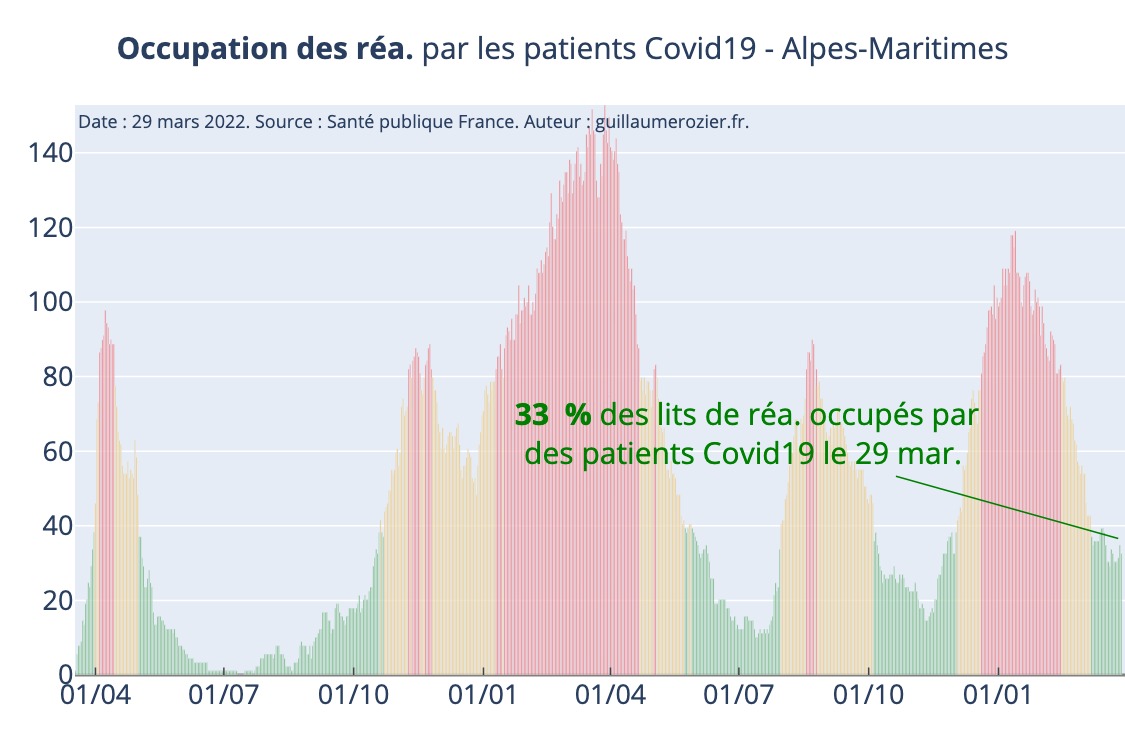 Occupation des réa. par les patients Covid19 - Alpes-Maritimes
Date : 29 mars 2022. Source : Santé publique France. Auteur : guillaumerozier.fr.
140
120
100
80
33  % des lits de réa. occupés par
des patients Covid19 le 29 mar.
60
40
20
0
01/04 01/07 01/10 01/01 01/04 01/07 01/10 01/01